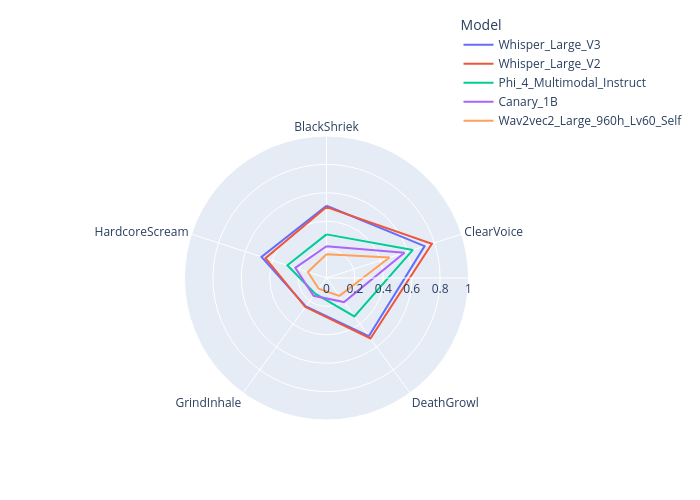 Model
Whisper_Large_V3
Whisper_Large_V2
Phi_4_Multimodal_Instruct
Canary_1B
Wav2vec2_Large_960h_Lv60_Self
BlackShriek
HardcoreScream
ClearVoice
0 0.2 0.4 0.6 0.8 1
GrindInhale
DeathGrowl